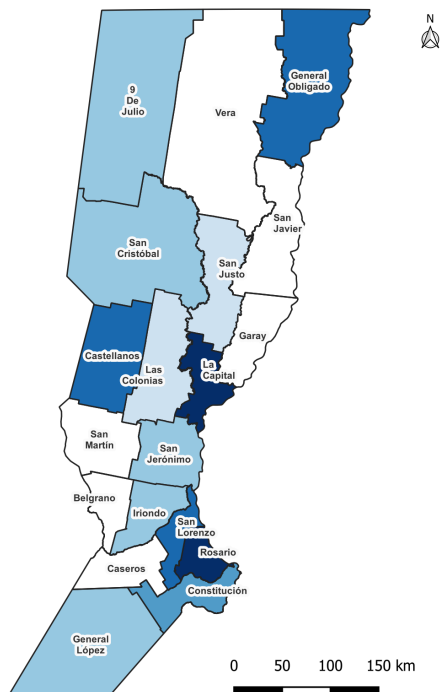 N
General
Obligado
9
De
Julio
Vera
San
Javier
San
Cristóbal
San
Justo
Garay
Castellanos
Las
Colonias
La
Capital
San
Martín
San
Jerónimo
Belgrano
Iriondo
San
Lorenzo
Rosario
Caseros
Constitución
General
López
0 50 100 150 km